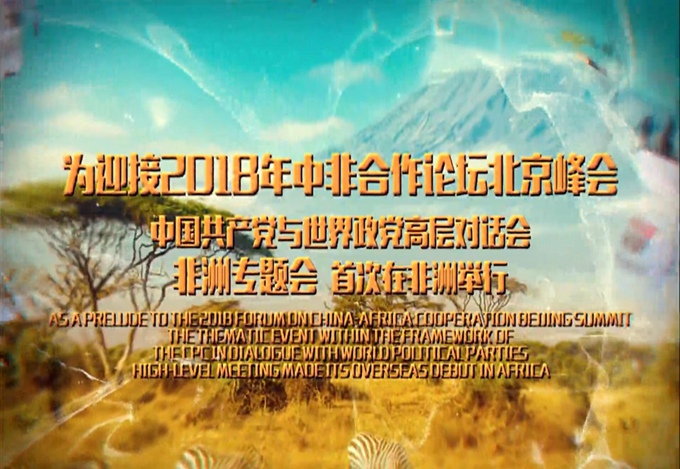 为迎接2018年中非合作论坛北京峰会
中国共产党与世界政党高层对话会
非洲专题会 首次在非洲举行
AS A PRELUDE TO THE 2018 FORUM ON CHINA-AFRICA COOPERATION BEIJING SUMMIT
THE THEMATIC EVENT WITHIN THE FRAMEWORK OF
THE CPC IN DIALOGUE WITH WORLD POLITICAL PARTIES
HIGH-LEVEL MEETING MADE ITS OVERSEAS DEBUT IN AFRICA